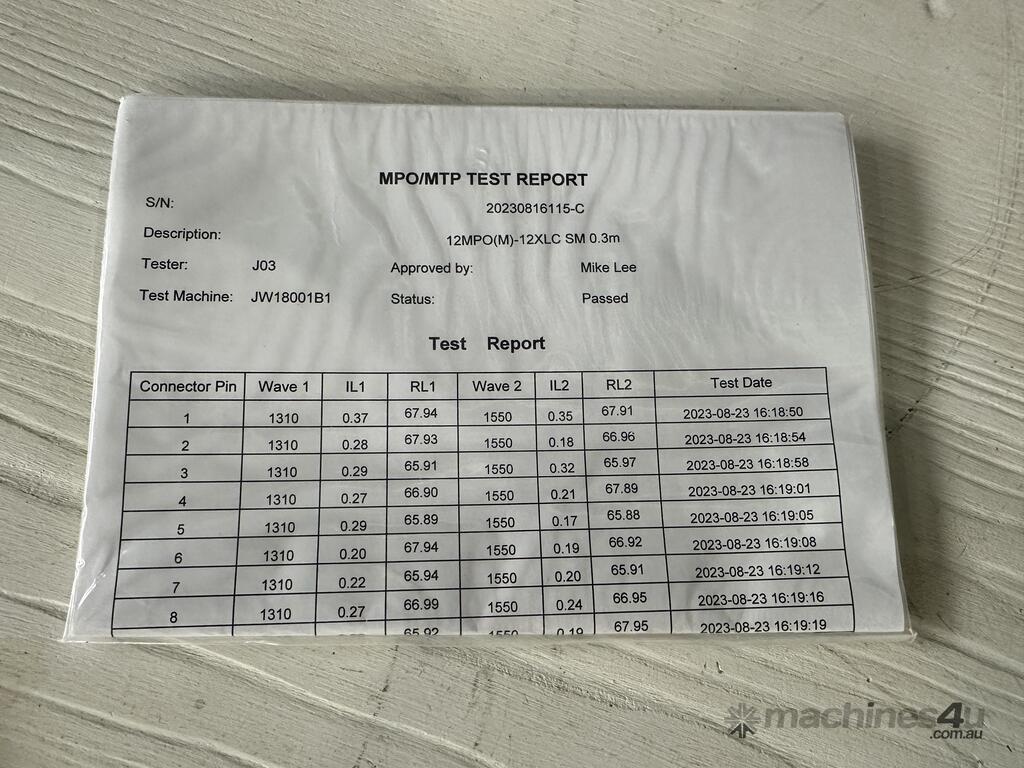 MPO/MTP TEST REPORT
S/N: 20230816115-C
Description: 12MPO(M)-12XLC SM 0.3m
Tester: J03 Approved by: Mike Lee
Test Machine: JW18001B1 Status: Passed
Test Report
Connector Pin Wave 1 IL1 RL1 Wave 2 IL2 RL2 Test Date
1 1310 0.37 67.94 1550 0.35 67.91 2023-08-23 16:18:50
2 1310 0.28 67.93 1550 0.18 66.96 2023-08-23 16:18:54
3 1310 0.29 65.91 1550 0.32 65.97 2023-08-23 16:18:58
4 1310 0.27 66.90 1550 0.21 67.89 2023-08-23 16:19:01
5 1310 0.29 65.89 1550 0.17 65.88 2023-08-23 16:19:05
6 1310 0.20 67.94 1550 0.19 66.92 2023-08-23 16:19:08
7 1310 0.22 65.94 1550 0.20 65.91 2023-08-23 16:19:12
8 1310 0.27 66.99 1550 0.24 66.95 2023-08-23 16:19:16
65.92 1550 0.19 67.95 2023-08-23 16:19:19
machines4u
.com.au